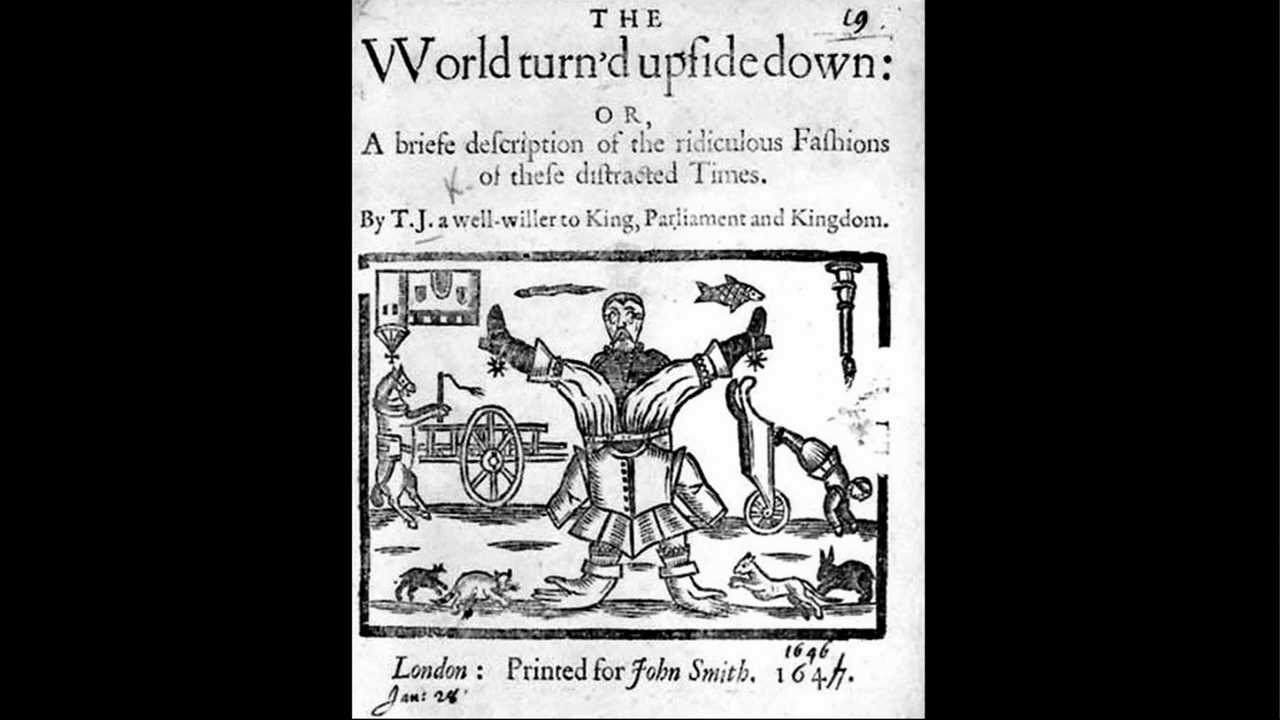 THE
19.
World turn'd upſide down:
OR,
A briefe deſcription of the ridiculous Faſhions
of theſe diſtracted Times.
By T.J. a well-willer to King, Parliament and Kingdom.
1646
London: Printed for John Smith. 1647.
Jan: 28